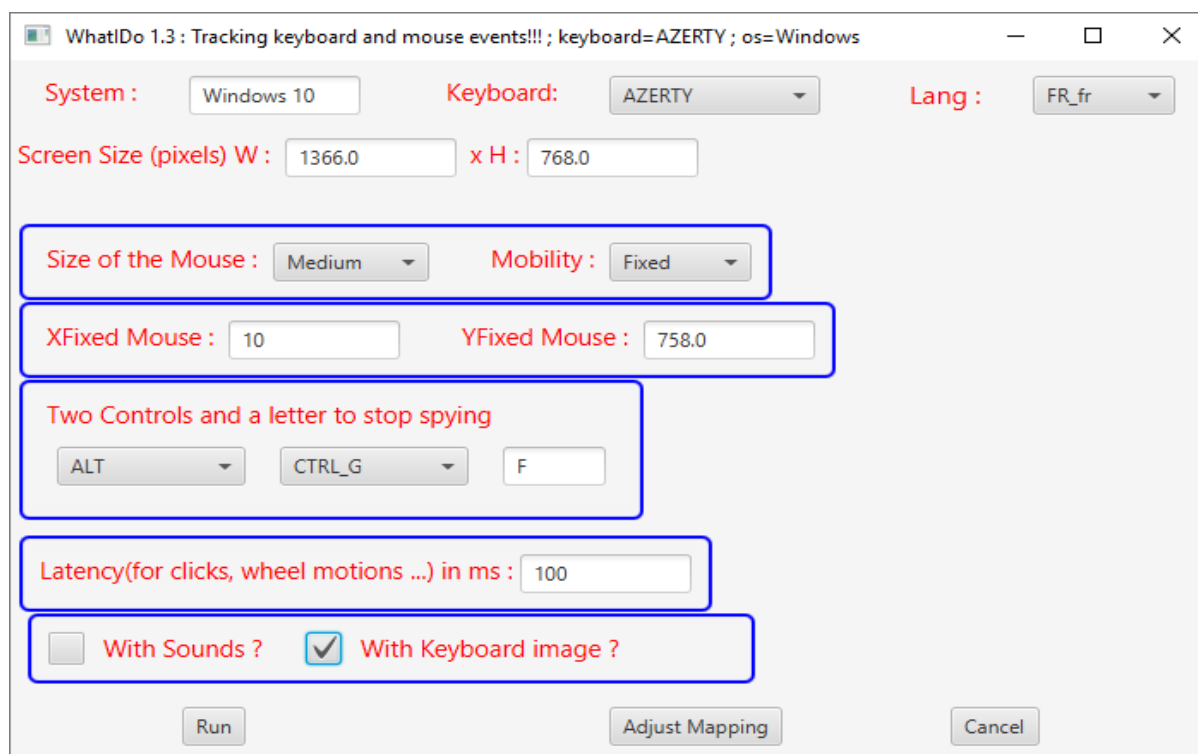 WhatIDo 1.3 : Tracking keyboard and mouse events!!! ; keyboard=AZERTY ; os=Windows
System : Windows 10 Keyboard: AZERTY Lang : FR_fr
Screen Size (pixels) W : 1366.0 x H : 768.0
Size of the Mouse : Medium Mobility : Fixed
XFixed Mouse : 10 YFixed Mouse : 758.0
Two Controls and a letter to stop spying
ALT CTRL_G F
Latency(for clicks, wheel motions ...) in ms : 100
With Sounds ? With Keyboard image ?
Run Adjust Mapping Cancel